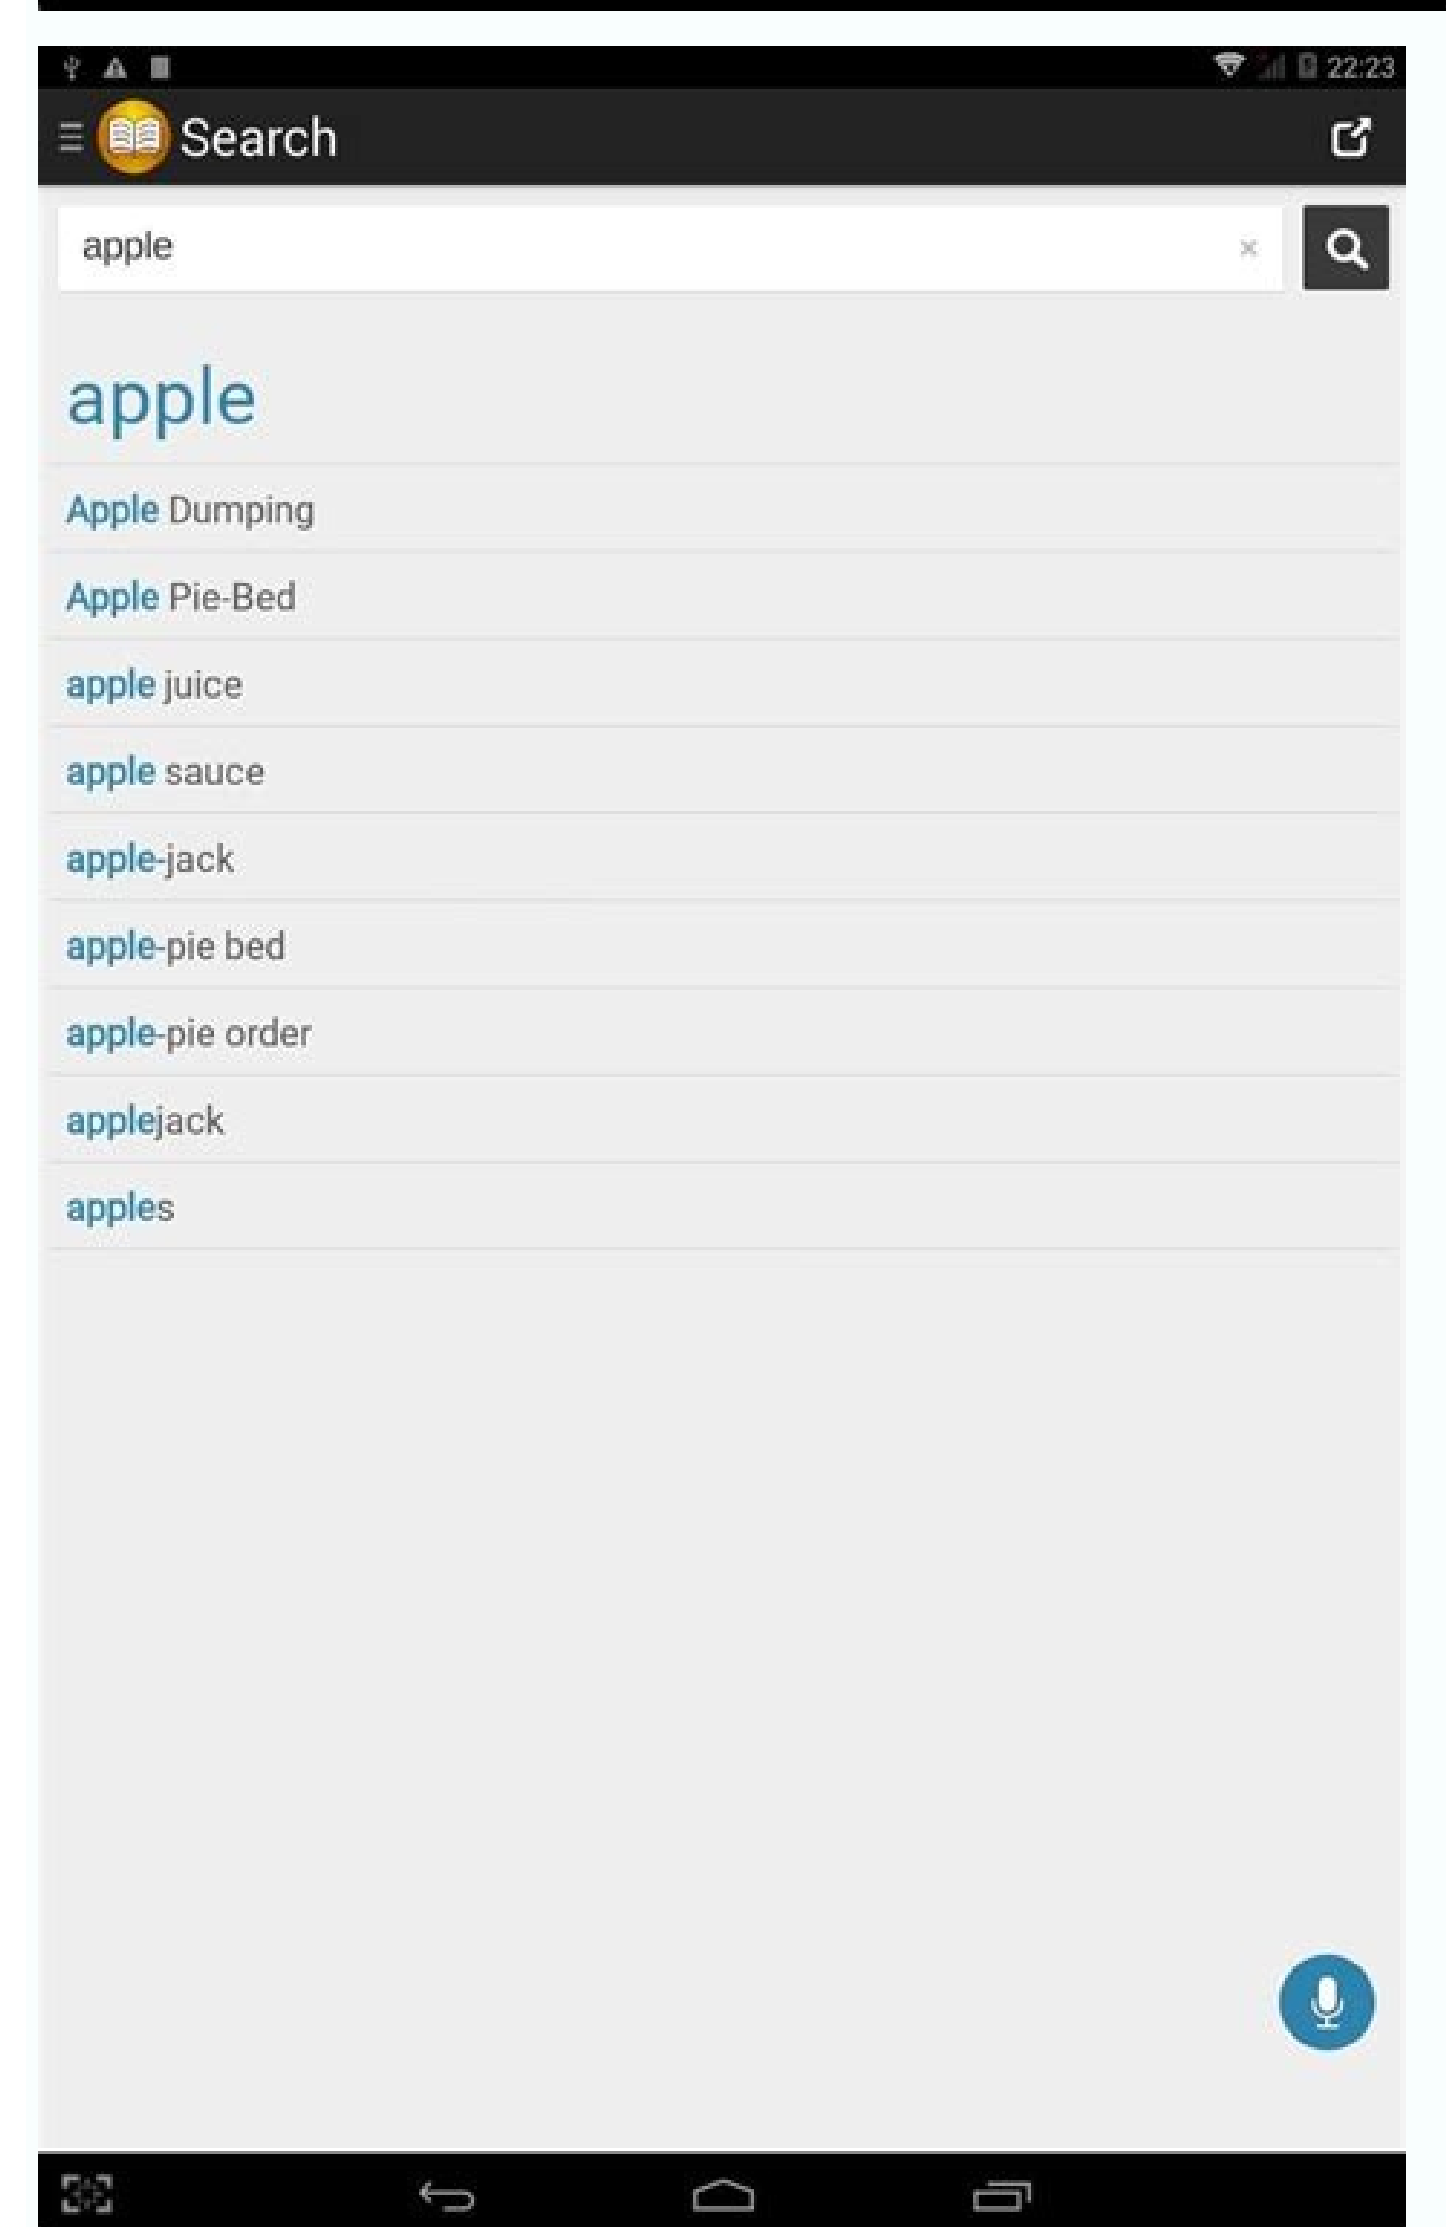 22:23
Search
apple
apple
Apple Dumping
Apple Pie-Bed
apple juice
apple sauce
apple-jack
apple-pie bed
apple-pie order
applejack
apples